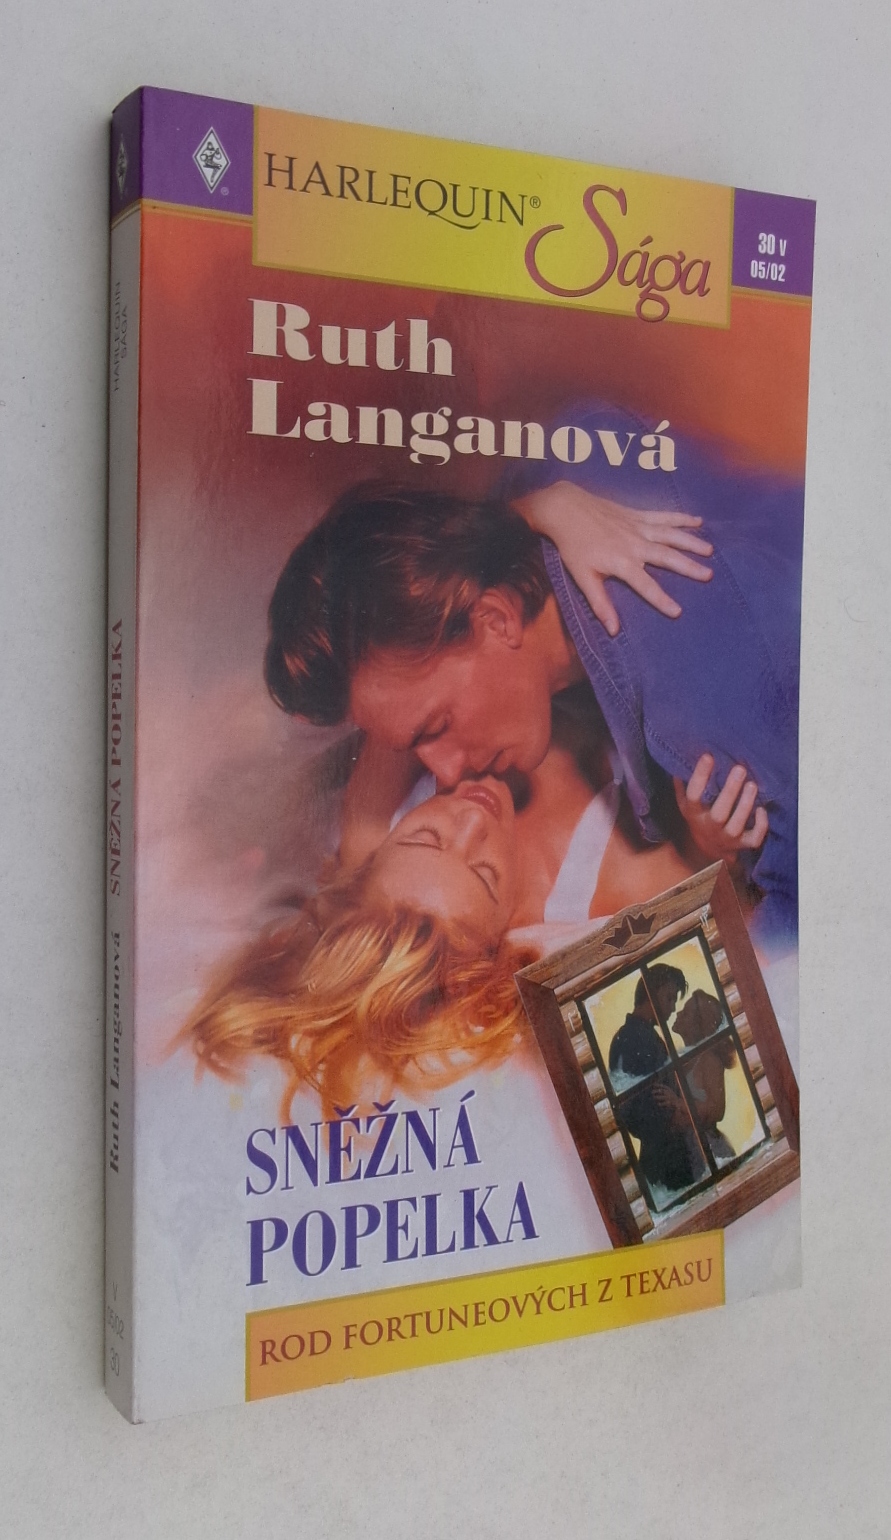 HARLEQUIN®
Sága
30 V
05/02
Ruth
Langanová
SNĚŽNÁ
POPELKA
ROD FORTUNEOVÝCH Z TEXASU
HARLEQUIN
SÁGA
SNĚŽNÁ POPELKA
Ruth Langanová
V
05/02
30